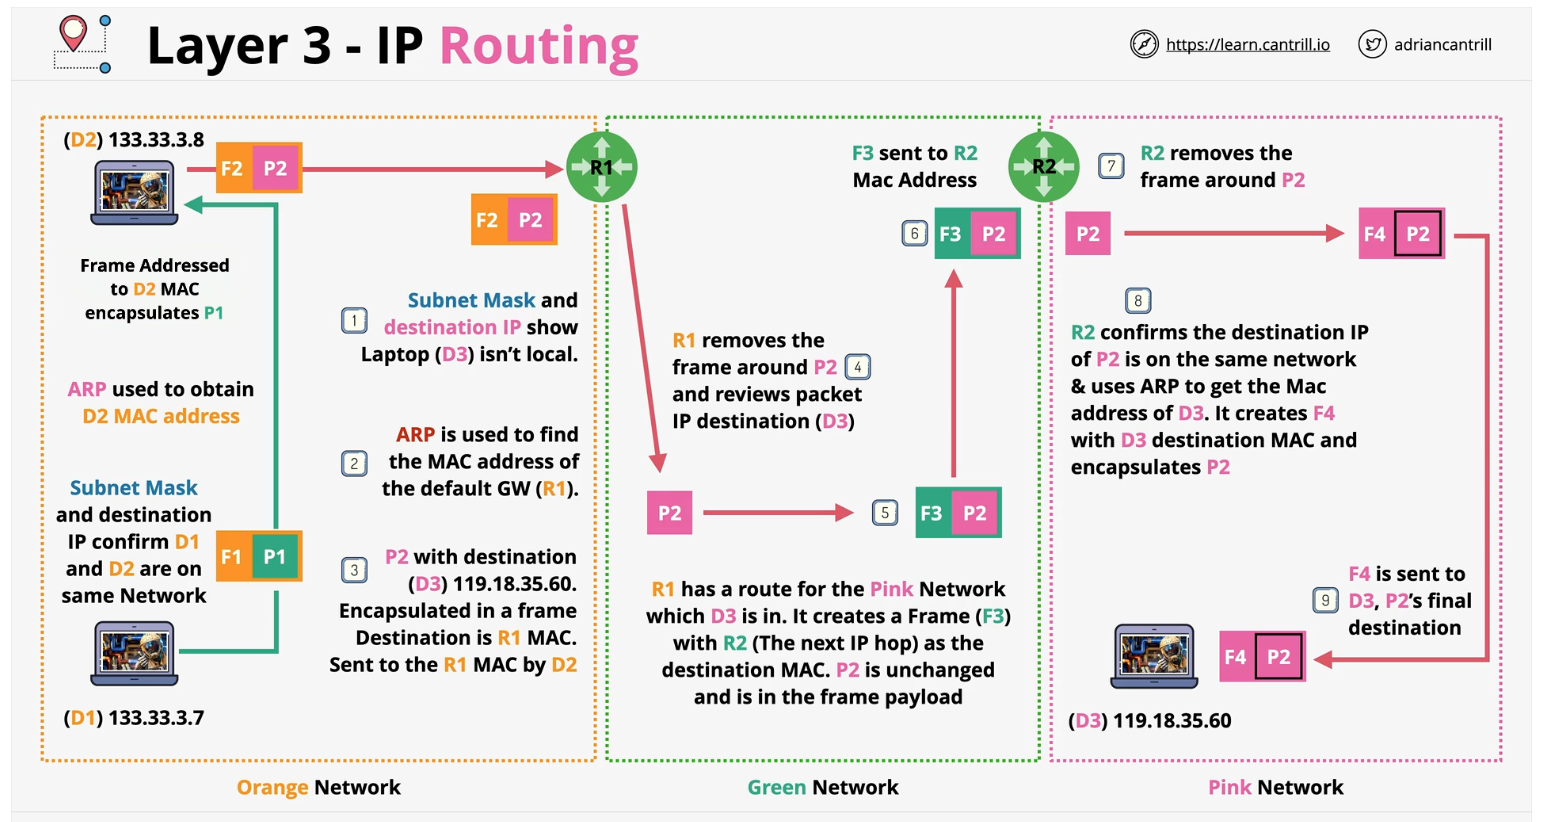 Layer 3 - IP Routing
https://learn.cantrill.io
adriancantrill
(D2) 133.33.3.8
F2 P2
R1
F2 P2
Frame Addressed
to D2 MAC
encapsulates P1
ARP used to obtain
D2 MAC address
Subnet Mask
and destination
IP confirm D1
and D2 are on
same Network
F1 P1
(D1) 133.33.3.7
1
Subnet Mask and
destination IP show
Laptop (D3) isn't local.
2
ARP is used to find
the MAC address of
the default GW (R1).
3
P2 with destination
(D3) 119.18.35.60.
Encapsulated in a frame
Destination is R1 MAC.
Sent to the R1 MAC by D2
Orange Network
R1 removes the
frame around P2
and reviews packet
IP destination (D3)
4
P2
5
F3 P2
R1 has a route for the Pink Network
which D3 is in. It creates a Frame (F3)
with R2 (The next IP hop) as the
destination MAC. P2 is unchanged
and is in the frame payload
F3 sent to R2
Mac Address
6
F3 P2
Green Network
R2
7
R2 removes the
frame around P2
P2
F4 P2
8
R2 confirms the destination IP
of P2 is on the same network
& uses ARP to get the Mac
address of D3. It creates F4
with D3 destination MAC and
encapsulates P2
9
F4 is sent to
D3, P2's final
destination
F4 P2
(D3) 119.18.35.60
Pink Network